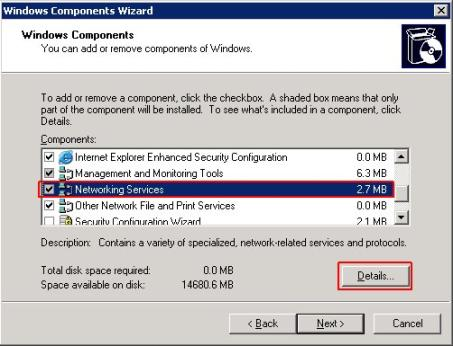 Windows Components Wizard
Windows Components
You can add or remove components of Windows.
To add or remove a component, click the checkbox. A shaded box means that only
part of the component will be installed. To see what's included in a component, click
Details.
Components:
Internet Explorer Enhanced Security Configuration 0.0 MB
Management and Monitoring Tools 6.3 MB
Networking Services 2.7 MB
Other Network File and Print Services 0.0 MB
Security Configuration Wizard 2.1 MB
Description: Contains a variety of specialized, network-related services and protocols.
Total disk space required: 0.0 MB
Space available on disk: 14680.6 MB
Details...
< Back
Next >
Cancel